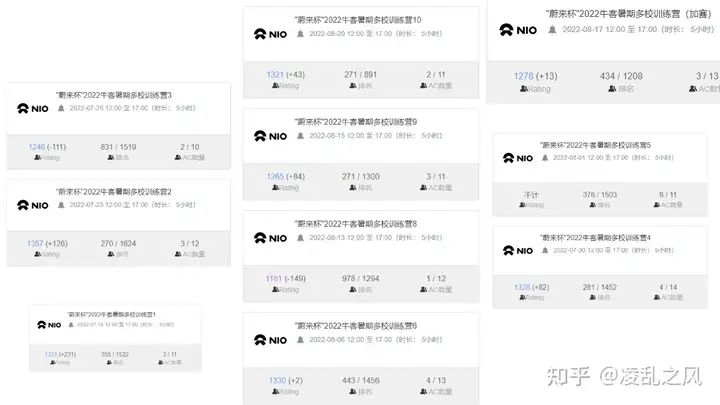 "蔚来杯"2022牛客暑期多校训练营3
NIO 2022-07-25 12:00 至 17:00（时长： 5小时）
1246 (-111) 831 / 1519 2 / 10
Rating 排名 AC数量
"蔚来杯"2022牛客暑期多校训练营2
NIO 2022-07-23 12:00 至 17:00（时长： 5小时）
1357 (+126) 270 / 1624 3 / 12
Rating 排名 AC数量
"蔚来杯"2022牛客暑期多校训练营1
NIO 12:00 至 17:00（时长： 5小时）
1231 (+231) 355 / 1522 3 / 11
Rating 排名 AC数量
"蔚来杯"2022牛客暑期多校训练营10
NIO 2022-08-20 12:00 至 17:00（时长： 5小时）
1321 (+43) 271 / 891 2 / 11
Rating 排名 AC数量
"蔚来杯"2022牛客暑期多校训练营9
NIO 2022-08-15 12:00 至 17:00（时长： 5小时）
1265 (+84) 271 / 1300 3 / 11
Rating 排名 AC数量
"蔚来杯"2022牛客暑期多校训练营8
NIO 2022-08-13 12:00 至 17:00（时长： 5小时）
1181 (-149) 978 / 1294 1 / 12
Rating 排名 AC数量
"蔚来杯"2022牛客暑期多校训练营6
NIO 2022-08-06 12:00 至 17:00（时长： 5小时）
1330 (+2) 443 / 1456 4 / 13
Rating 排名 AC数量
"蔚来杯"2022牛客暑期多校训练营（加赛）
NIO 2022-08-17 12:00 至 17:00（时长： 5小时）
1278 (+13) 434 / 1208 3 / 13
Rating 排名 AC数量
"蔚来杯"2022牛客暑期多校训练营5
NIO 2022-08-01 12:00 至 17:00（时长： 5小时）
不计 376 / 1503 6 / 11
Rating 排名 AC数量
"蔚来杯"2022牛客暑期多校训练营4
NIO 2022-07-30 12:00 至 17:00（时长： 5小时）
1328 (+82) 281 / 1452 4 / 14
Rating 排名 AC数量
知乎 @凌乱之风